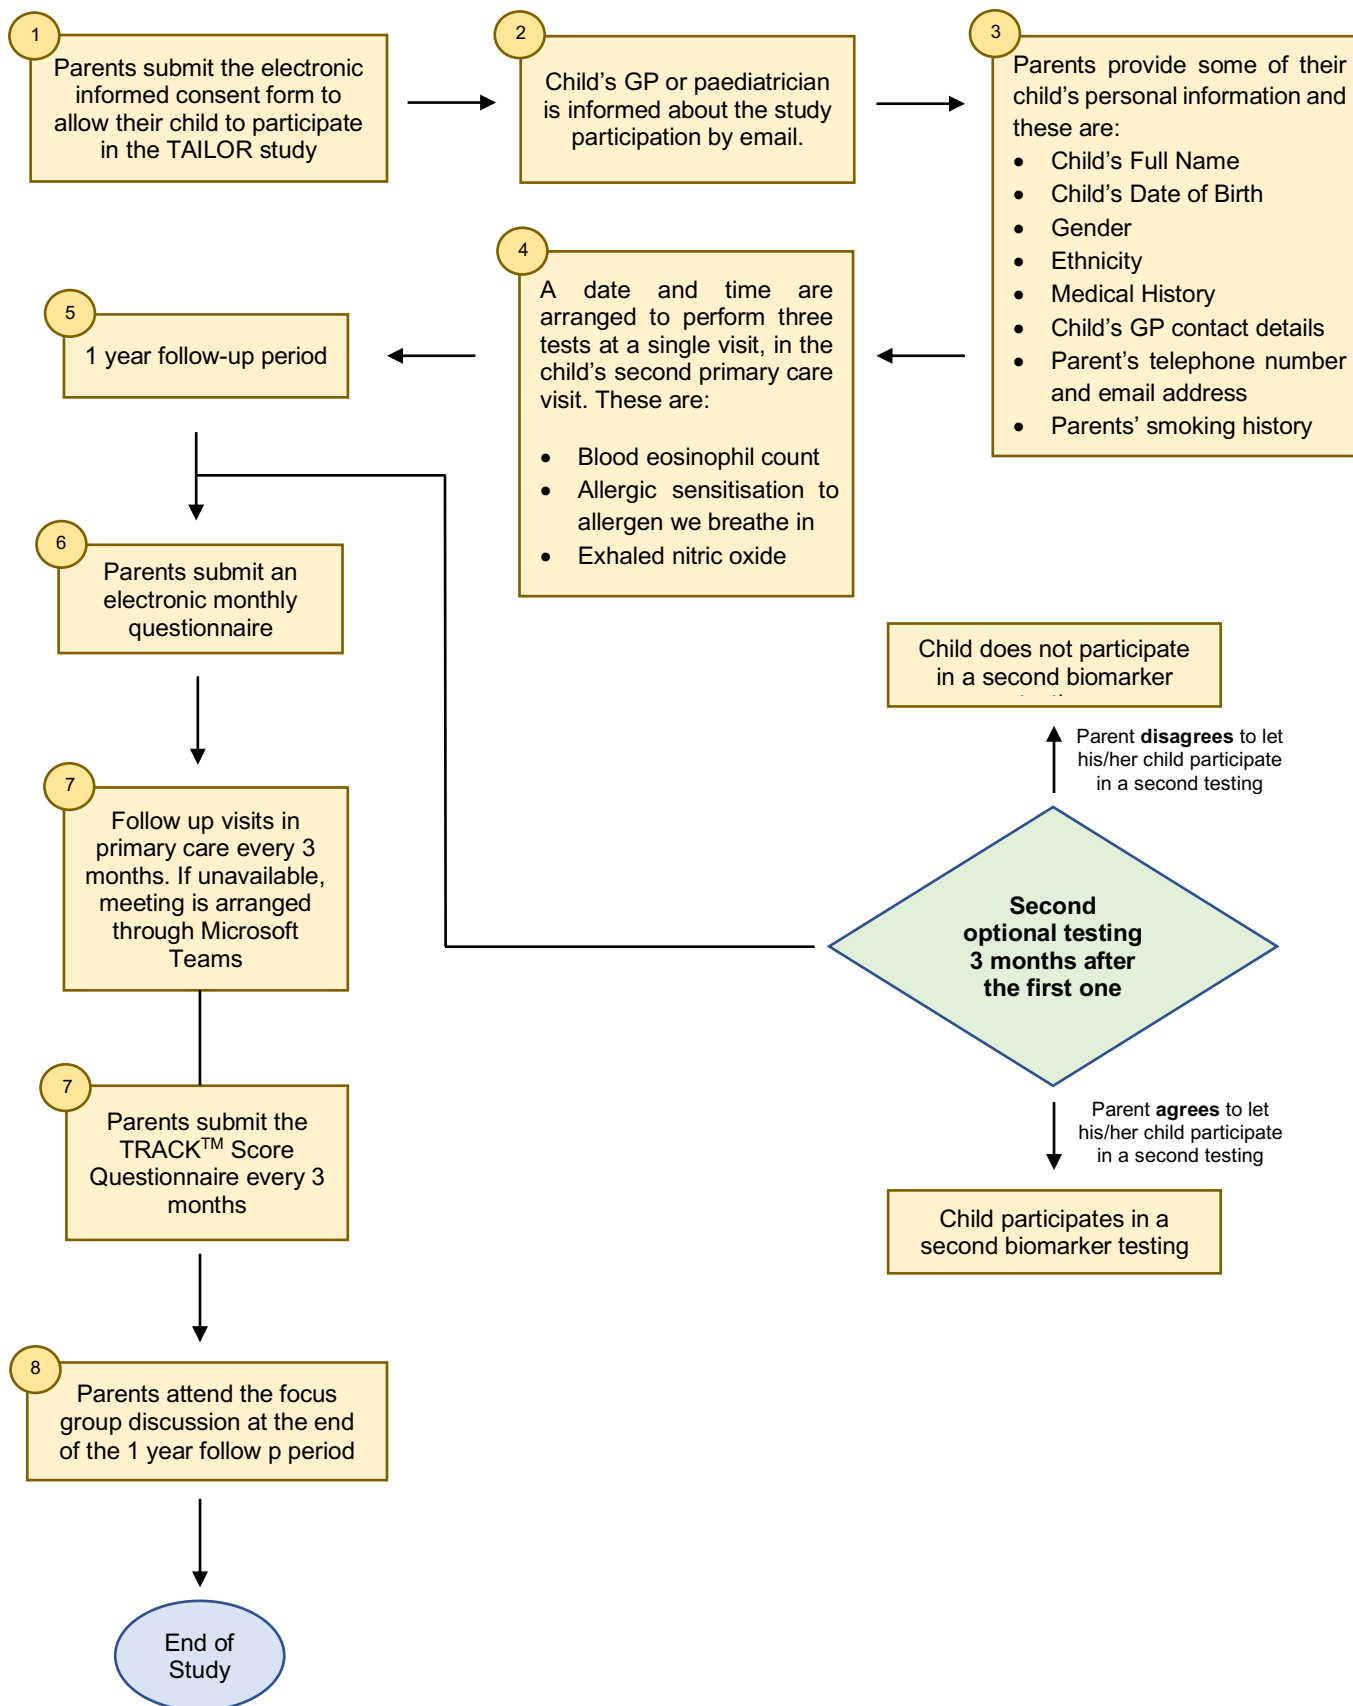 1
Parents submit the electronic
informed consent form to
allow their child to participate
in the TAILOR study
2
Child's GP or paediatrician
is informed about the study
participation by email.
3
Parents provide some of their
child's personal information and
these are:
• Child's Full Name
• Child's Date of Birth
• Gender
• Ethnicity
• Medical History
• Child's GP contact details
• Parent's telephone number
and email address
• Parents' smoking history
4
A date and time are
arranged to perform three
tests at a single visit, in the
child's second primary care
visit. These are:
• Blood eosinophil count
• Allergic sensitisation to
allergen we breathe in
• Exhaled nitric oxide
5
1 year follow-up period
6
Parents submit an
electronic monthly
questionnaire
7
Follow up visits in
primary care every 3
months. If unavailable,
meeting is arranged
through Microsoft
Teams
7
Parents submit the
TRACK™ Score
Questionnaire every 3
months
8
Parents attend the focus
group discussion at the end
of the 1 year follow p period
End of
Study
Child does not participate
in a second biomarker
Parent disagrees to let
his/her child participate
in a second testing
Second
optional testing
3 months after
the first one
Parent agrees to let
his/her child participate
in a second testing
Child participates in a
second biomarker testing